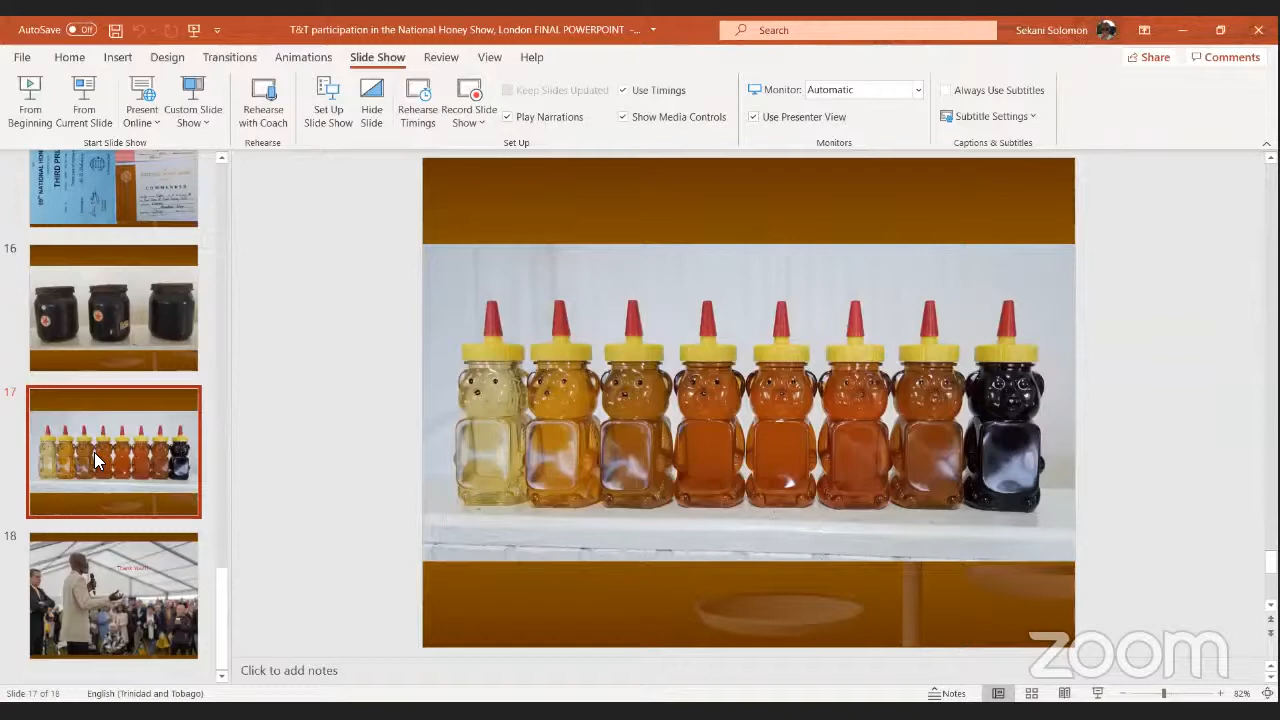 AutoSave Off T&T participation in the National Honey Show, London FINAL POWERPOINT -... Search Sekani Solomon
File Home Insert Design Transitions Animations Slide Show Review View Help Share Comments
From Beginning
From Current Slide
Present Online
Custom Slide Show
Start Slide Show
Rehearse with Coach
Rehearse
Set Up Slide Show
Hide Slide
Rehearse Timings
Record Slide Show
Keep Slides Updated
Use Timings
Play Narrations
Show Media Controls
Set Up
Monitor: Automatic
Use Presenter View
Monitors
Always Use Subtitles
Subtitle Settings
Captions & Subtitles
THIRD
COMMENDED
16
17
18
Thank You!!
Click to add notes
zoom
Slide 17 of 18 English (Trinidad and Tobago) Notes 82%